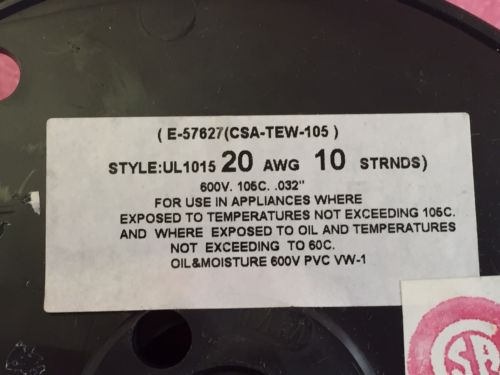 ( E-57627(CSA-TEW-105 )
STYLE:UL1015 20 AWG 10 STRNDS)
600V. 105C. .032"
FOR USE IN APPLIANCES WHERE
EXPOSED TO TEMPERATURES NOT EXCEEDING 105C.
AND WHERE EXPOSED TO OIL AND TEMPERATURES
NOT EXCEEDING TO 60C.
OIL&MOISTURE 600V PVC VW-1